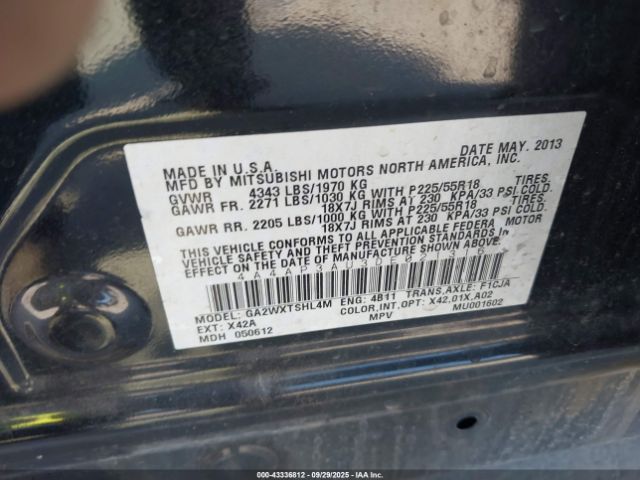 MADE IN U.S.A. DATE MAY. 2013
MFD BY MITSUBISHI MOTORS NORTH AMERICA, INC.
GVWR 4343 LBS/1970 KG
GAWR FR. 2271 LBS/1030 KG WITH P225/55R18 TIRES.
18X7J RIMS AT 230 KPA/33 PSI COLD.
GAWR RR. 2205 LBS/1000 KG WITH P225/55R18 TIRES.
18X7J RIMS AT 230 KPA/33 PSI COLD.
THIS VEHICLE CONFORMS TO ALL APPLICABLE FEDERA MOTOR
VEHICLE SAFETY AND THEFT PREVENTION STANDARDS IN
EFFECT ON THE DATE OF MANUFACTURE SHOWN ABOVE.
MODEL: GA2WXTSHL4M ENG: 4B11 TRANS,AXLE: F1CJA
EXT: X42A COLOR,INT,OPT: X42,01X,A02
MDH 050612 MPV MU001602
000-43336812 - 09/29/2025 - IAA Inc.